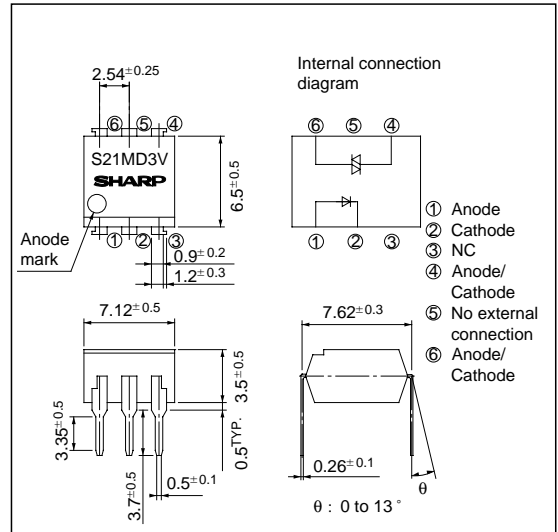 Internal connection
diagram
2.54±0.25
⑥ ⑤ ④
S21MD3V
SHARP
Anode
mark
① ② ③
6.5±0.5
0.9±0.2
1.2±0.3
⑥ ⑤ ④
① ② ③
① Anode
② Cathode
③ NC
④ Anode/
Cathode
⑤ No external
connection
⑥ Anode/
Cathode
7.12±0.5
3.5±0.5
0.5TYP.
3.35±0.5
3.7±0.5
0.5±0.1
7.62±0.3
0.26±0.1
θ
θ : 0 to 13 °